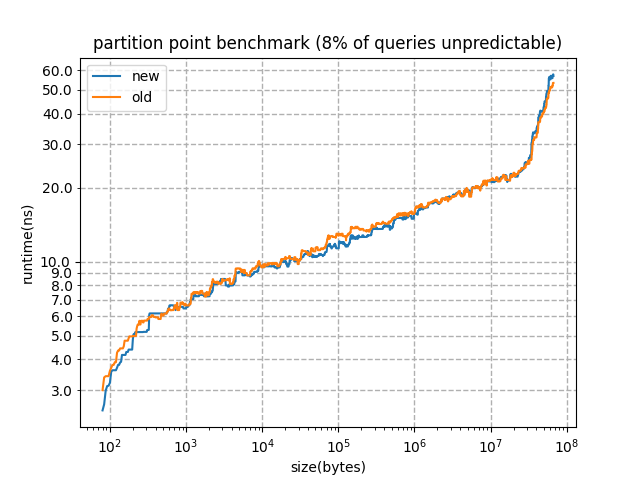 partition point benchmark (8% of queries unpredictable)
new
old
runtime(ns)
60.0
50.0
40.0
30.0
20.0
10.0
9.0
8.0
7.0
6.0
5.0
4.0
3.0
10² 10³ 10⁴ 10⁵ 10⁶ 10⁷ 10⁸
size(bytes)